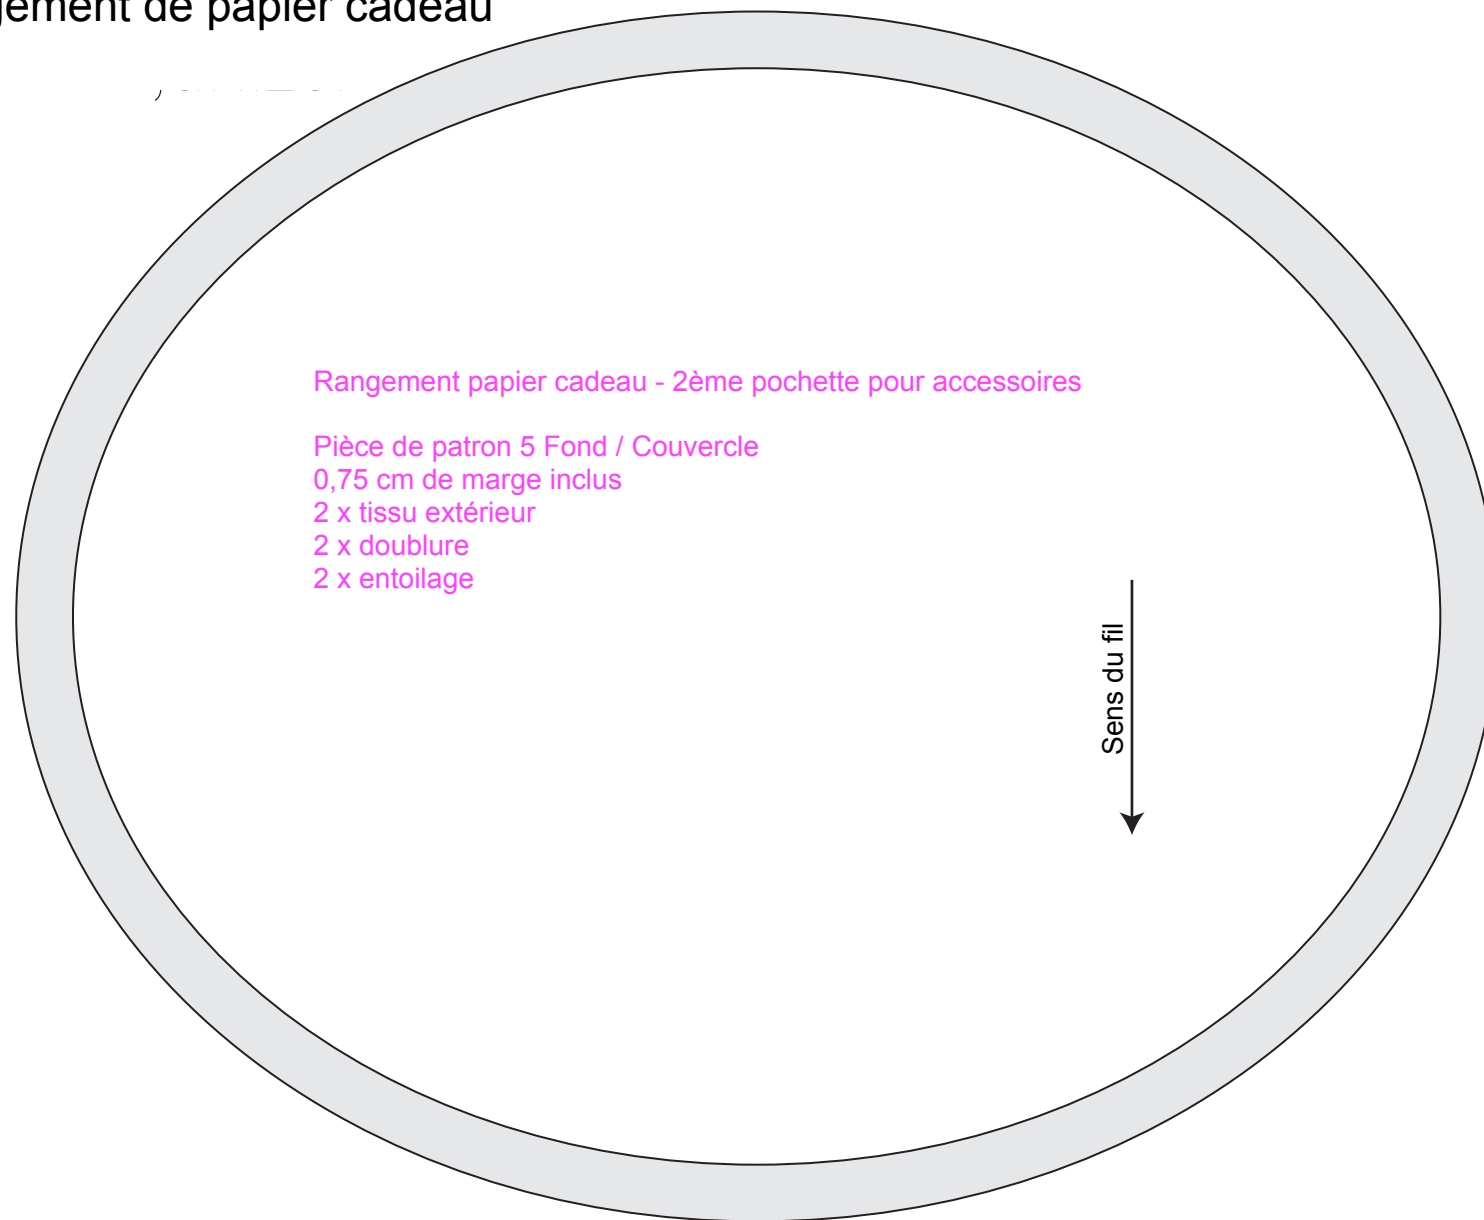 gement de papier cadeau
Rangement papier cadeau - 2ème pochette pour accessoires
Pièce de patron 5 Fond / Couvercle
0,75 cm de marge inclus
2 x tissu extérieur
2 x doublure
2 x entoilage
Sens du fil